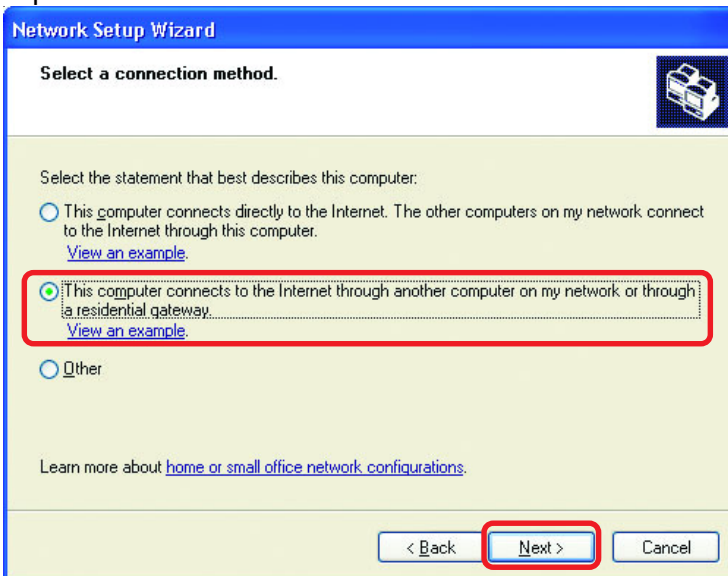 Network Setup Wizard
Select a connection method.
Select the statement that best describes this computer:
This computer connects directly to the Internet. The other computers on my network connect
to the Internet through this computer.
View an example.
This computer connects to the Internet through another computer on my network or through
a residential gateway.
View an example.
Other
Learn more about home or small office network configurations.
< Back Next > Cancel